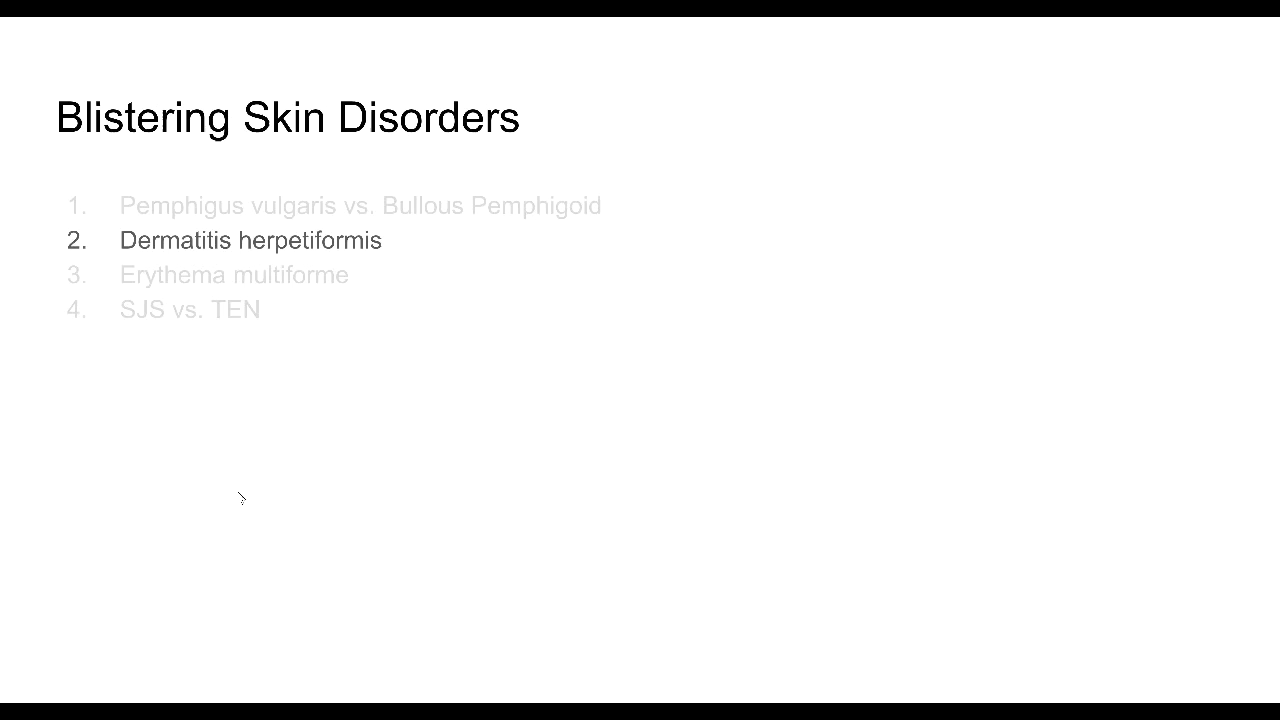 Blistering Skin Disorders
1. Pemphigus vulgaris vs. Bullous Pemphigoid
2. Dermatitis herpetiformis
3. Erythema multiforme
4. SJS vs. TEN